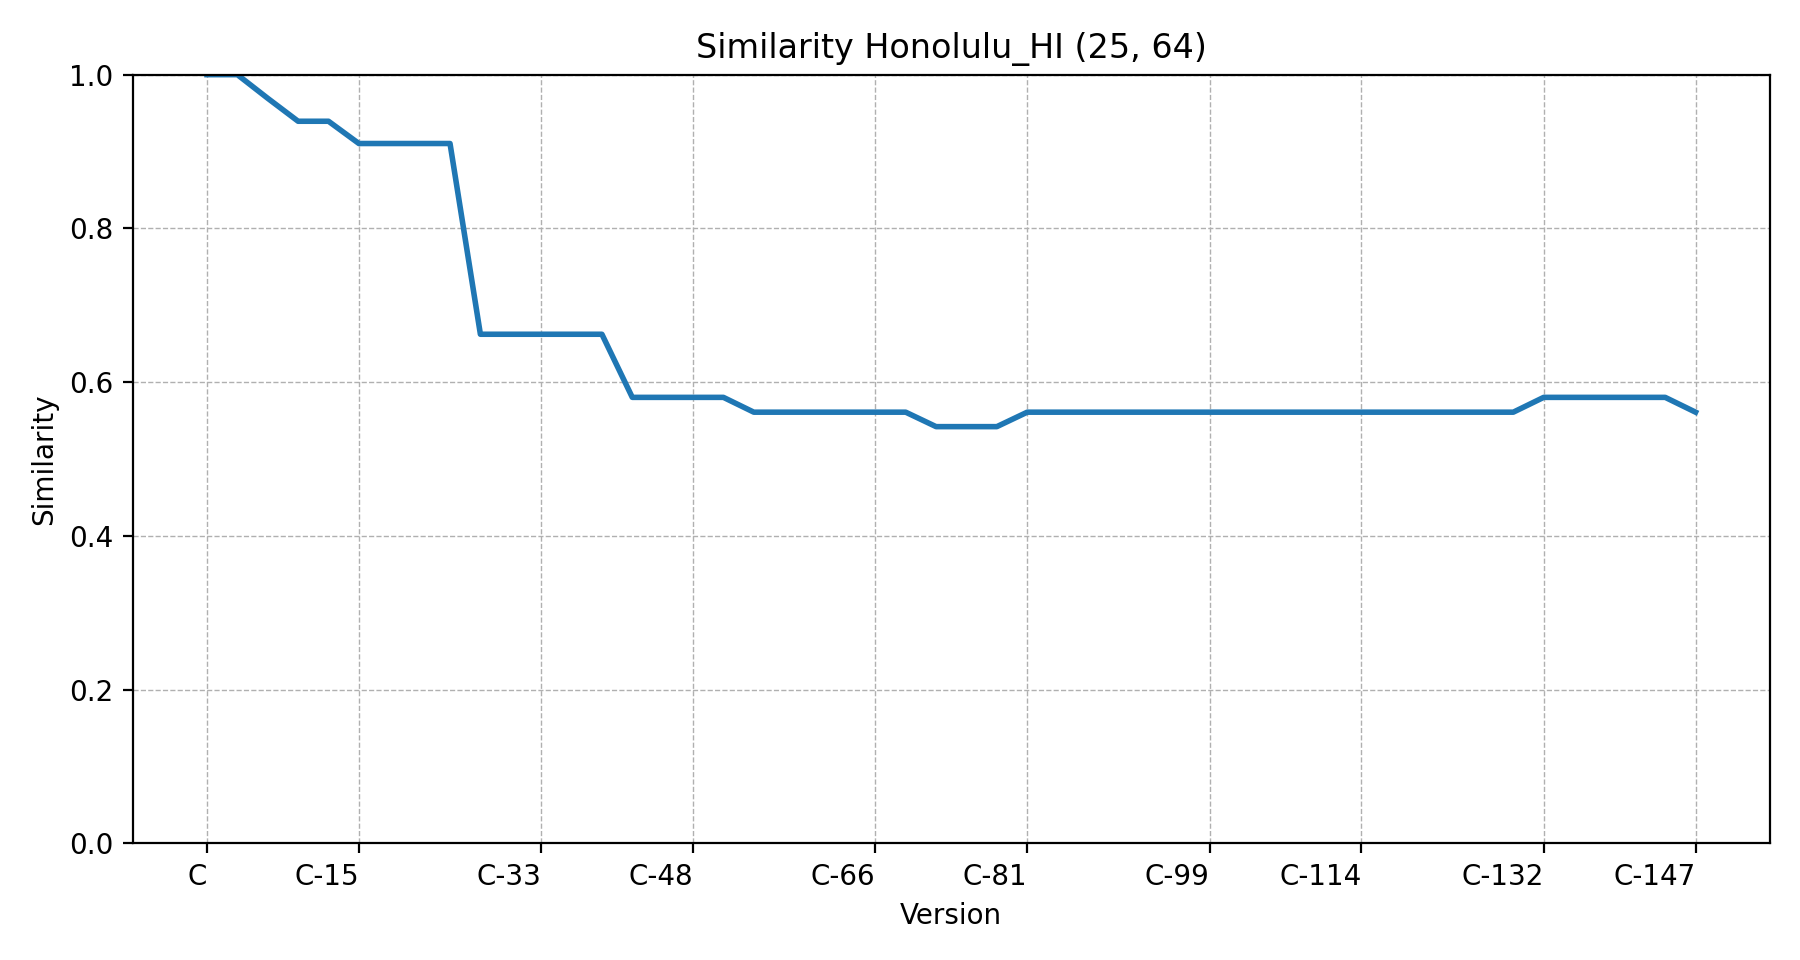 Similarity Honolulu_HI (25, 64)
1.0
0.8
0.6
0.4
0.2
0.0
Similarity
C C-15 C-33 C-48 C-66 C-81 C-99 C-114 C-132 C-147
Version